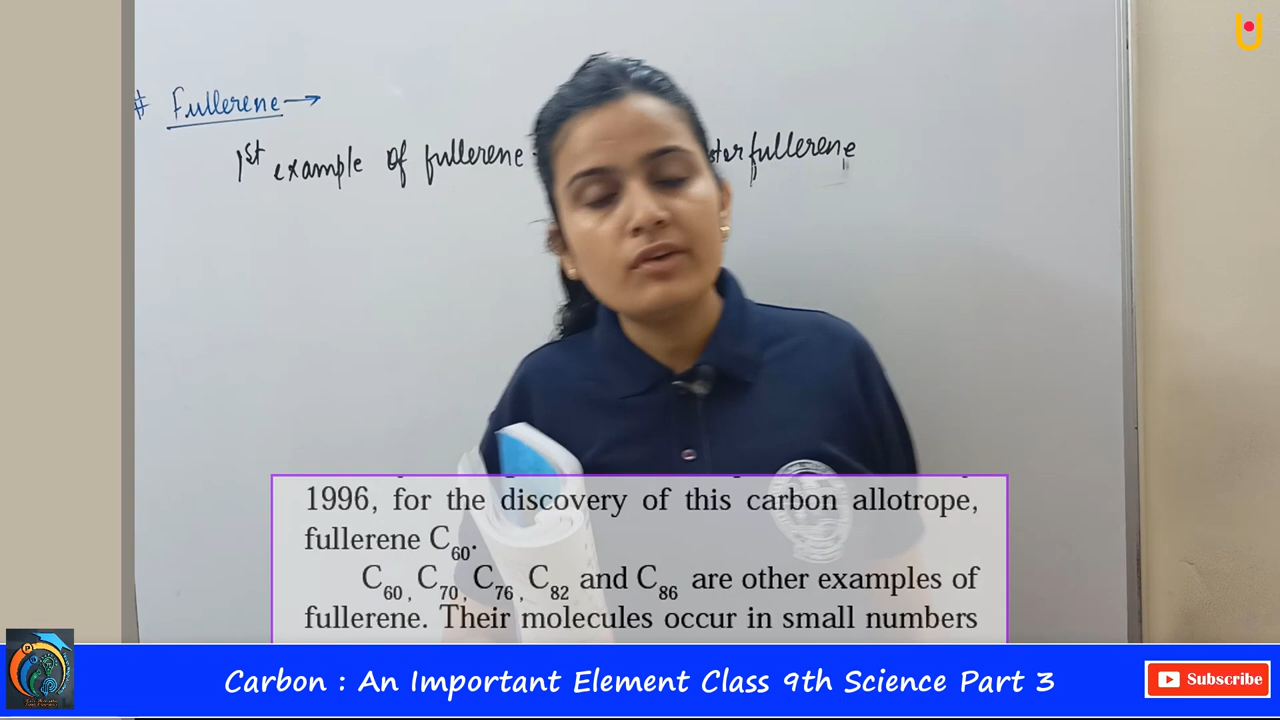 # Fullerene →
1st example of fullerene - sterfullerene
1996, for the discovery of this carbon allotrope,
fullerene C60.
C60, C70, C76, C82 and C86 are other examples of
fullerene. Their molecules occur in small numbers
Carbon : An Important Element Class 9th Science Part 3
Subscribe